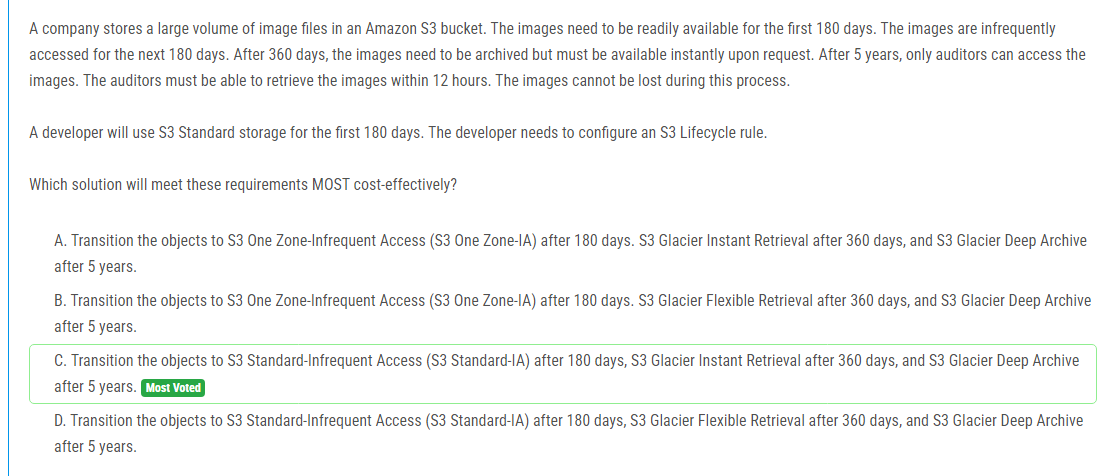 A company stores a large volume of image files in an Amazon S3 bucket. The images need to be readily available for the first 180 days. The images are infrequently
accessed for the next 180 days. After 360 days, the images need to be archived but must be available instantly upon request. After 5 years, only auditors can access the
images. The auditors must be able to retrieve the images within 12 hours. The images cannot be lost during this process.
A developer will use S3 Standard storage for the first 180 days. The developer needs to configure an S3 Lifecycle rule.
Which solution will meet these requirements MOST cost-effectively?
A. Transition the objects to S3 One Zone-Infrequent Access (S3 One Zone-IA) after 180 days. S3 Glacier Instant Retrieval after 360 days, and S3 Glacier Deep Archive
after 5 years.
B. Transition the objects to S3 One Zone-Infrequent Access (S3 One Zone-IA) after 180 days. S3 Glacier Flexible Retrieval after 360 days, and S3 Glacier Deep Archive
after 5 years.
C. Transition the objects to S3 Standard-Infrequent Access (S3 Standard-IA) after 180 days, S3 Glacier Instant Retrieval after 360 days, and S3 Glacier Deep Archive
after 5 years. Most Voted
D. Transition the objects to S3 Standard-Infrequent Access (S3 Standard-IA) after 180 days, S3 Glacier Flexible Retrieval after 360 days, and S3 Glacier Deep Archive
after 5 years.